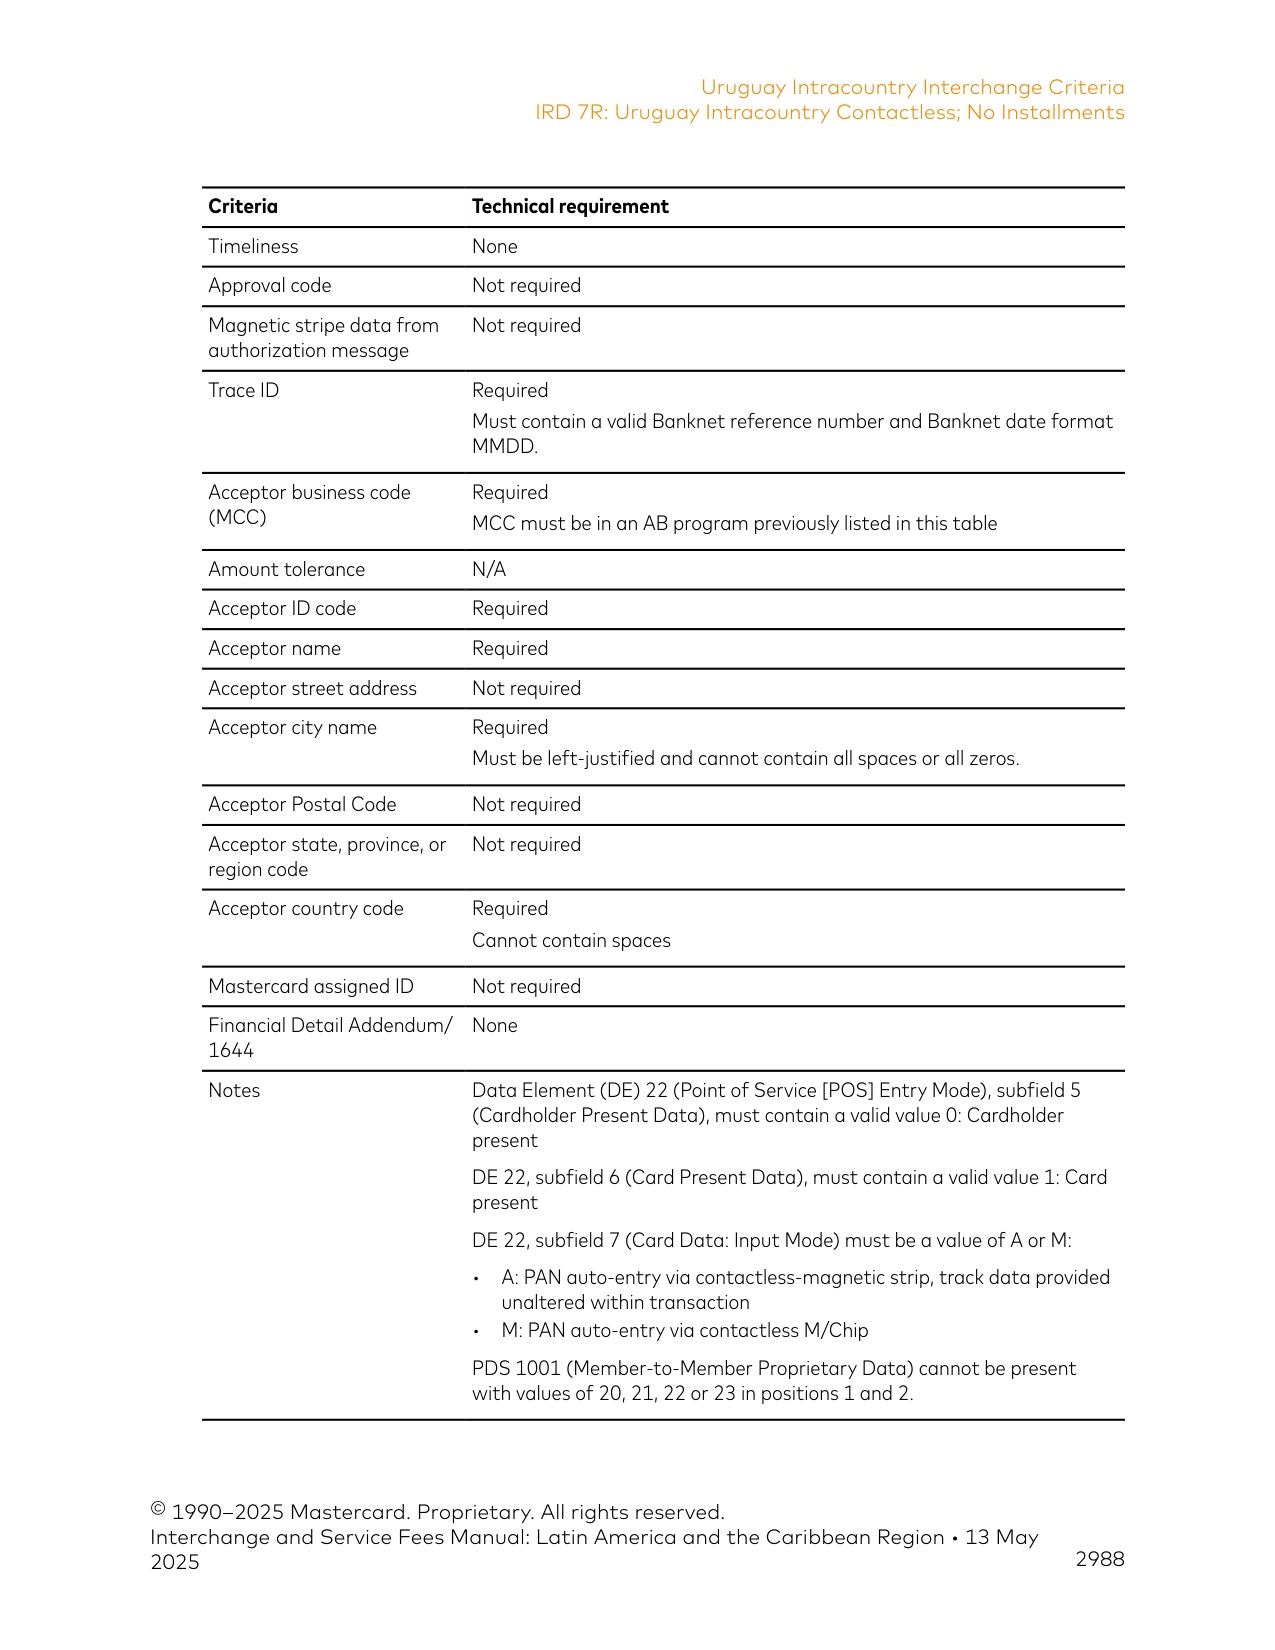 Uruguay Intracountry Interchange Criteria
IRD 7R: Uruguay Intracountry Contactless; No Installments
Criteria Technical requirement
Timeliness None
Approval code Not required
Magnetic stripe data from Not required
authorization message
Trace ID Required
Must contain a valid Banknet reference number and Banknet date format
MMDD.
Acceptor business code Required
(MCC)
MCC must be in an AB program previously listed in this table
Amount tolerance N/A
Acceptor ID code Required
Acceptor name Required
Acceptor street address Not required
Acceptor city name Required
Must be left-justified and cannot contain all spaces or all zeros.
Acceptor Postal Code Not required
Acceptor state, province, or Not required
region code
Acceptor country code Required
Cannot contain spaces
Mastercard assigned ID Not required
Financial Detail Addendum/ None
1644
Notes Data Element (DE) 22 (Point of Service [POS] Entry Mode), subfield 5
(Cardholder Present Data), must contain a valid value 0: Cardholder
present
DE 22, subfield 6 (Card Present Data), must contain a valid value 1: Card
present
DE 22, subfield 7 (Card Data: Input Mode) must be a value of A or M:
• A: PAN auto-entry via contactless-magnetic strip, track data provided
unaltered within transaction
• M: PAN auto-entry via contactless M/Chip
PDS 1001 (Member-to-Member Proprietary Data) cannot be present
with values of 20, 21, 22 or 23 in positions 1 and 2.
© 1990–2025 Mastercard. Proprietary. All rights reserved.
Interchange and Service Fees Manual: Latin America and the Caribbean Region • 13 May
2025 2988